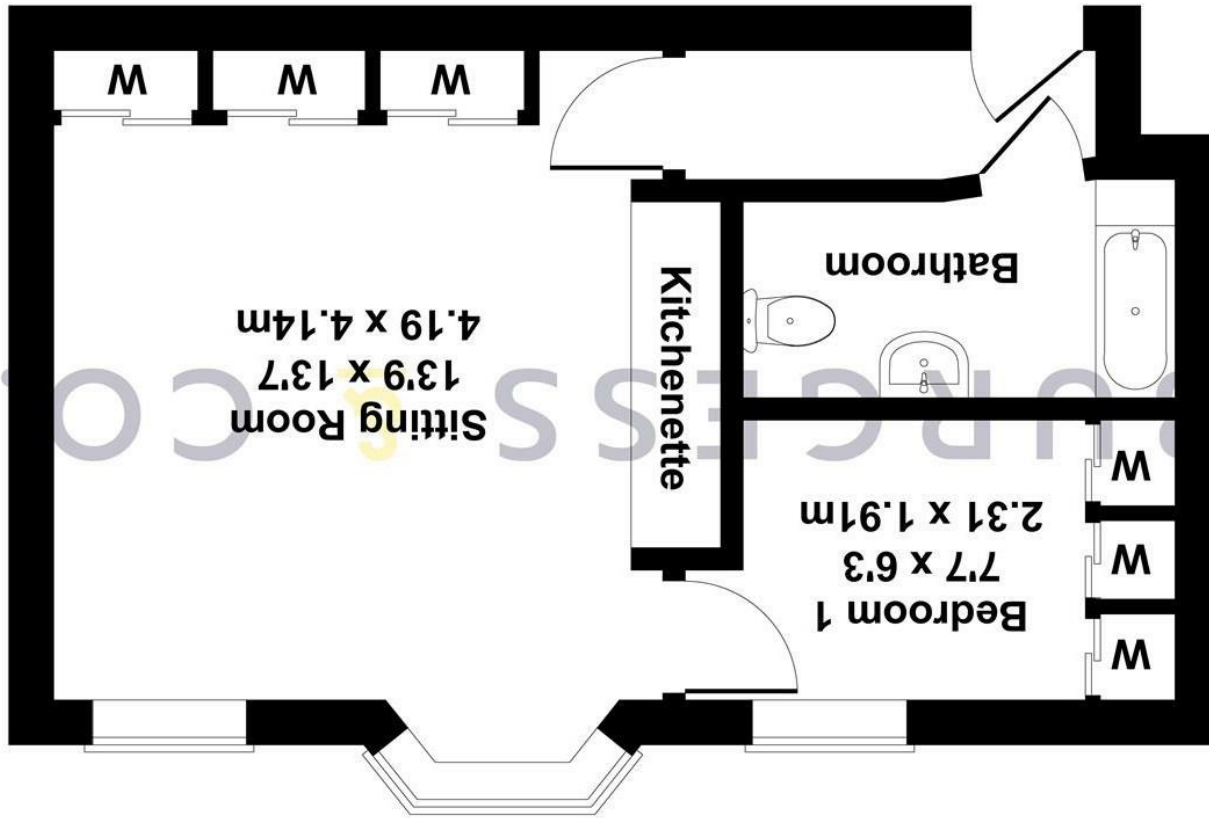 W
W
W
Bedroom 1
7'7 x 6'3
2.31 x 1.91m
BURGESS & CO.
Kitchenette
Sitting Room
13'9 x 13'7
4.19 x 4.14m
Bathroom
W
W
W